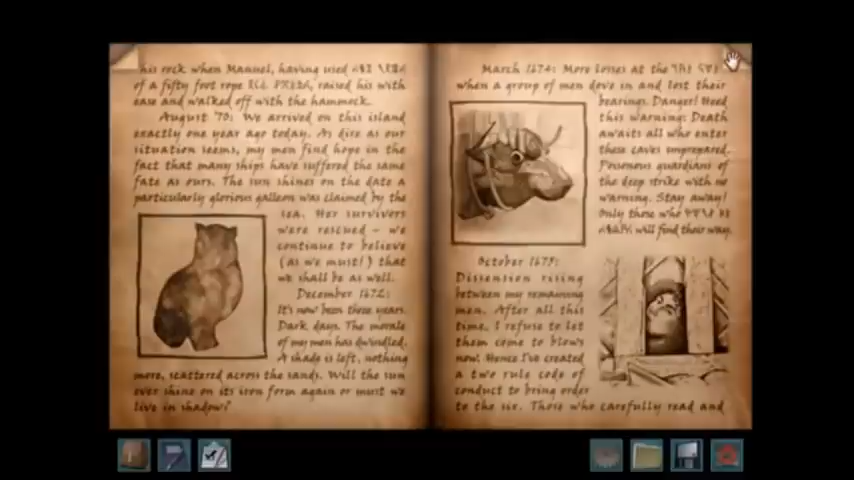 his rock when Manuel, having used
of a fifty foot rope raised his with
ease and walked off with the hammock.
August '70: We arrived on this island
exactly one year ago today. As dire as our
situation seems, my men find hope in the
fact that many ships have suffered the same
fate as ours. The sun shines on the date a
particularly glorious galleon was claimed by the
sea. Her survivors
were rescued – we
continue to believe
(as we must!) that
we shall be as well.
December 1672:
It's now been three years.
Dark days. The morale
of my men has dwindled.
A shade is left, nothing
more, scattered across the sands. Will the sun
ever shine on its iron form again or must we
live in shadows?
March 1674: More losses at the
when a group of men dove in and lost their
bearings. Danger! Heed
this warning: Death
awaits all who enter
these caves unprepared.
Poisonous guardians of
the deep strike with no
warning. Stay away!
Only those who
will find their way.
October 1675:
Dissension rising
between my remaining
men. After all this
time, I refuse to let
them come to blows
now! Hence I've created
a two rule code of
conduct to bring order
to the six. Those who carefully read and